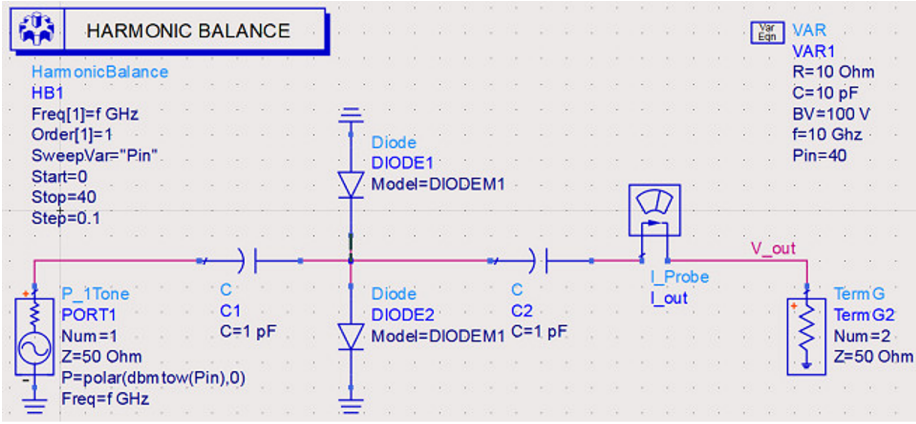 HARMONIC BALANCE
HarmonicBalance
HB1
Freq[1]=f GHz
Order[1]=1
SweepVar="Pin"
Start=0
Stop=40
Step=0.1
Var
Eqn
VAR
VAR1
R=10 Ohm
C=10 pF
BV=100 V
f=10 Ghz
Pin=40
Diode
DIODE1
Model=DIODEM1
P_1Tone
PORT1
Num=1
Z=50 Ohm
P=polar(dbmtow(Pin),0)
Freq=f GHz
C
C1
C=1 pF
Diode
DIODE2
Model=DIODEM1
C
C2
C=1 pF
I_Probe
I_out
V_out
TermG
TermG2
Num=2
Z=50 Ohm